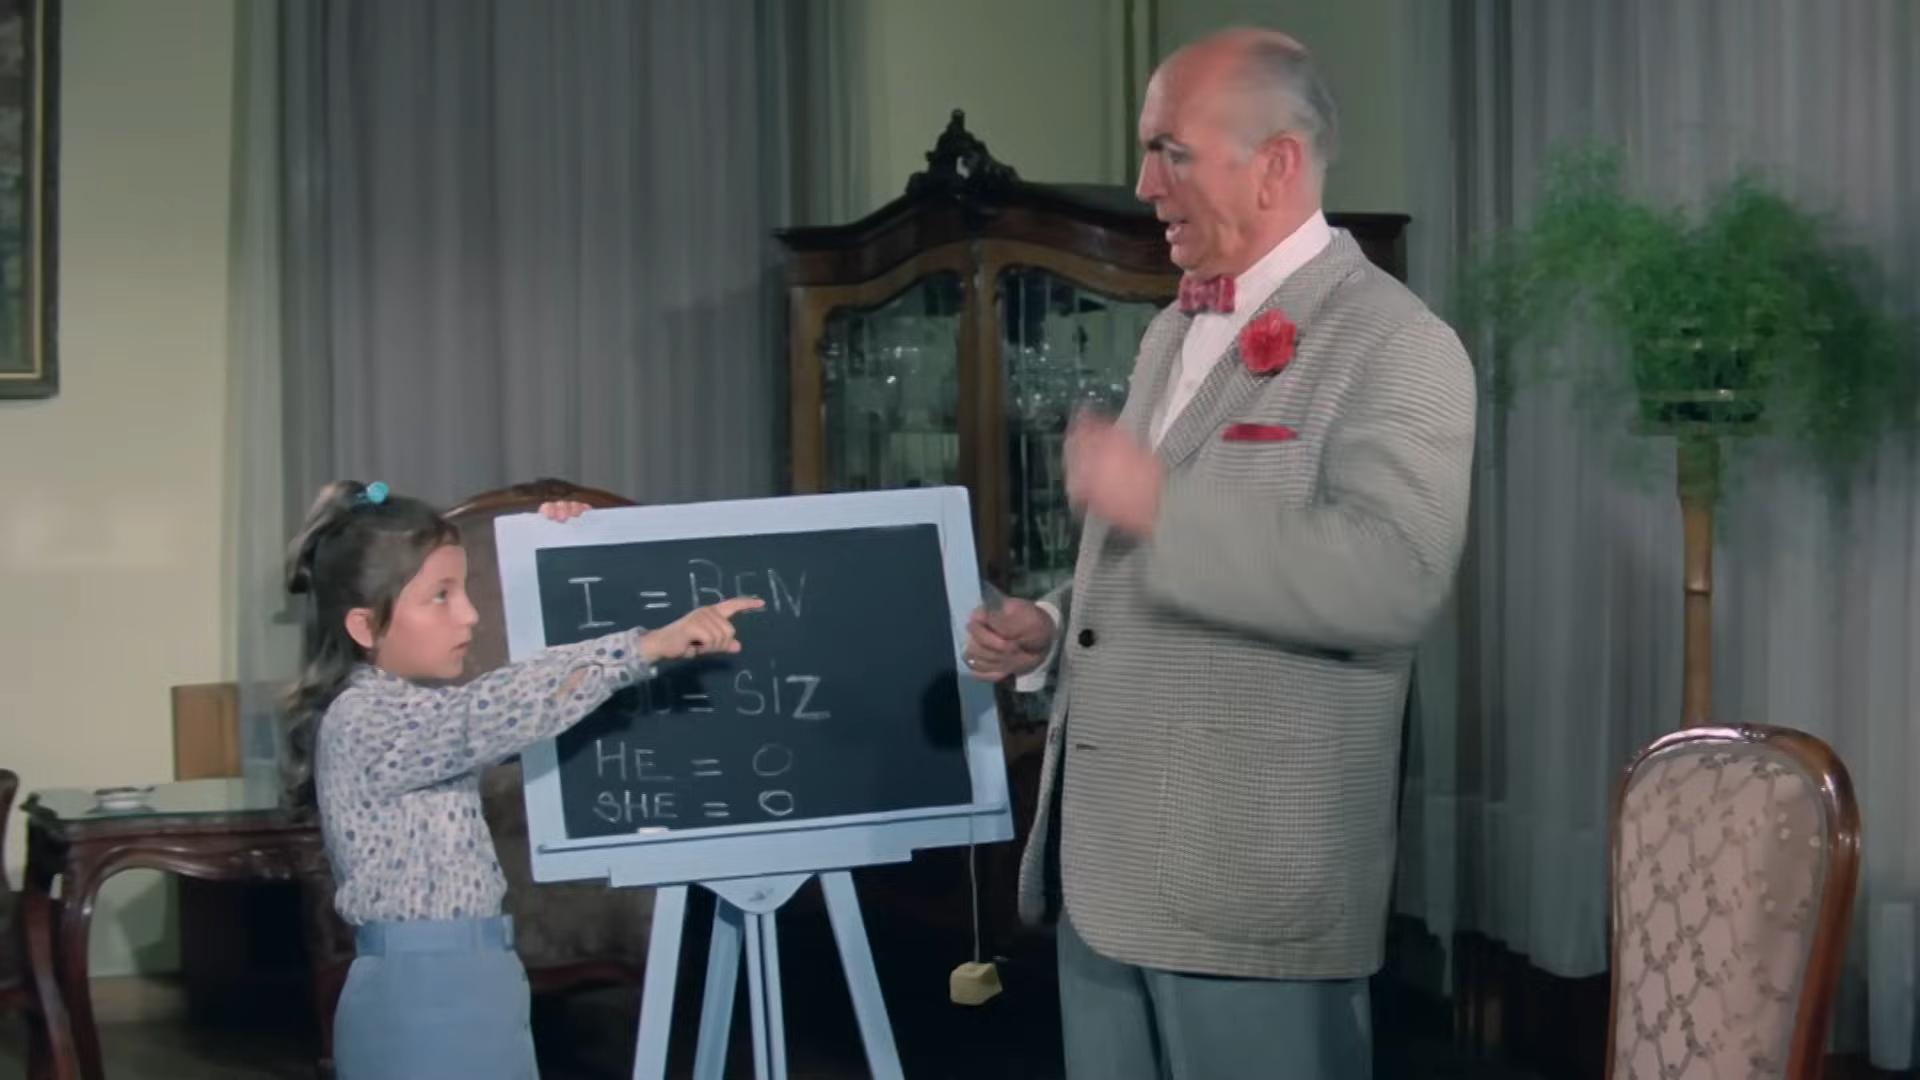 I = BEN
= SiZ
HE = O
SHE = O